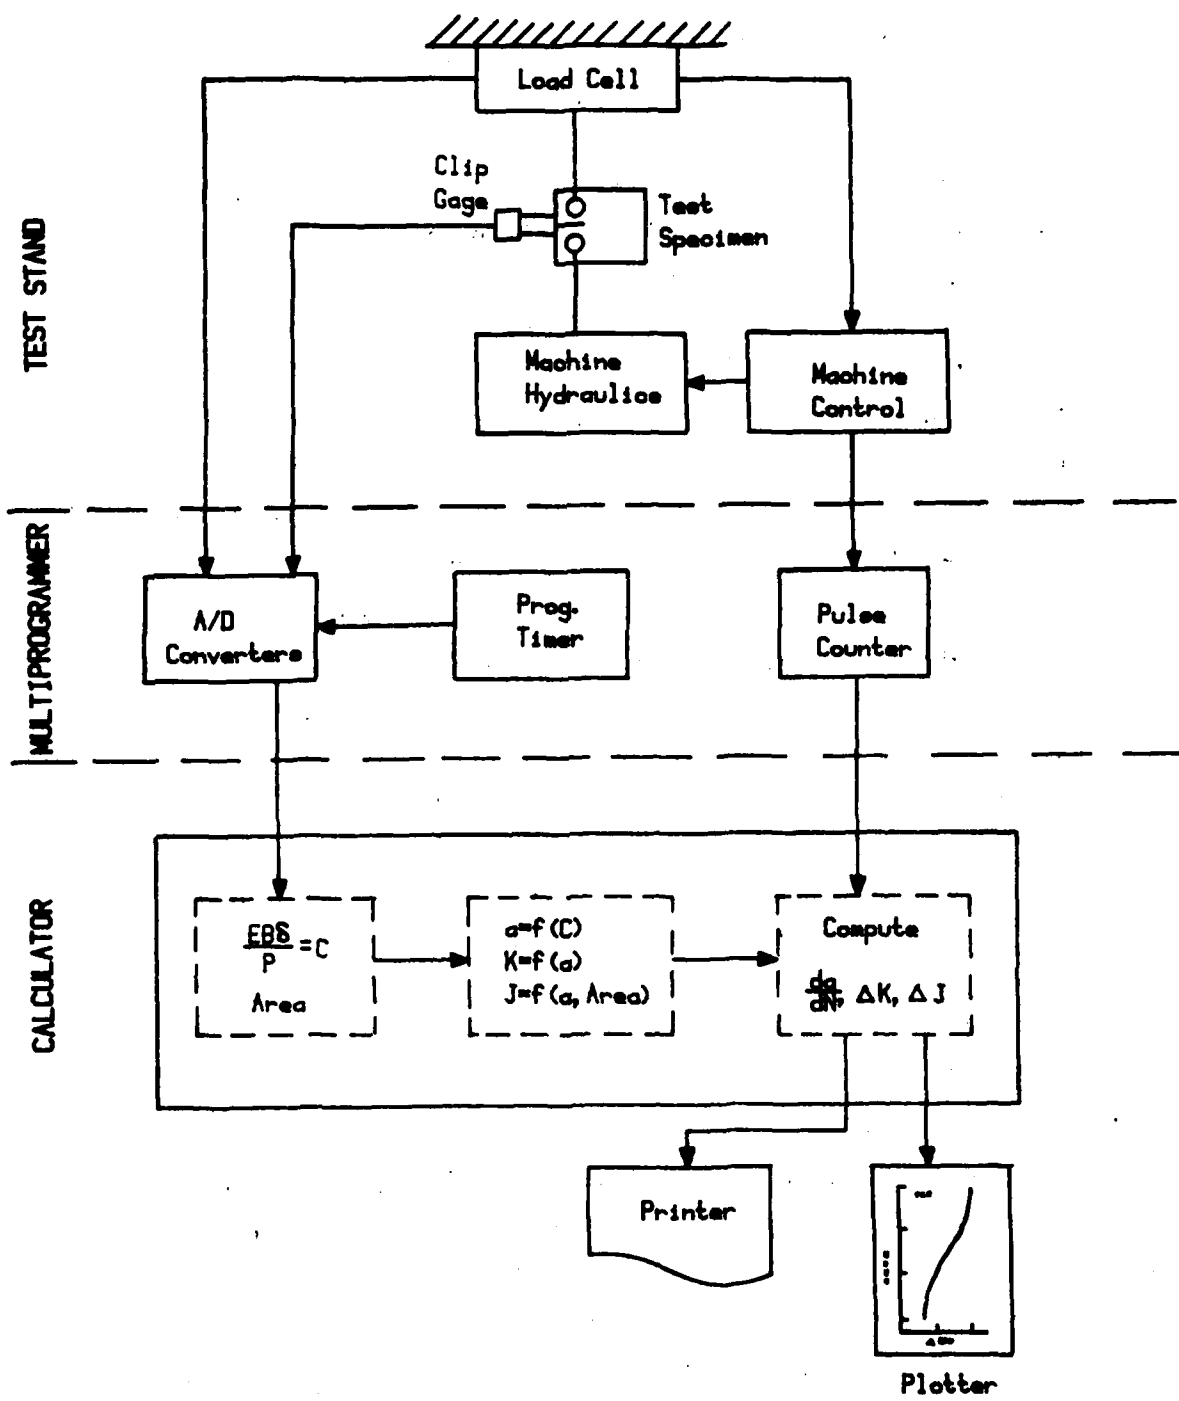 Load Cell
Clip
Gage
Test
Specimen
TEST STAND
Machine
Hydraulics
Machine
Control
MULTIPROGRAMMER
A/D
Converters
Prog.
Timer
Pulse
Counter
CALCULATOR
EBδ
P
=C
Area
a=f(C)
K=f(a)
J=f(a, Area)
Compute
da
dN, ΔK, ΔJ
Printer
Plotter